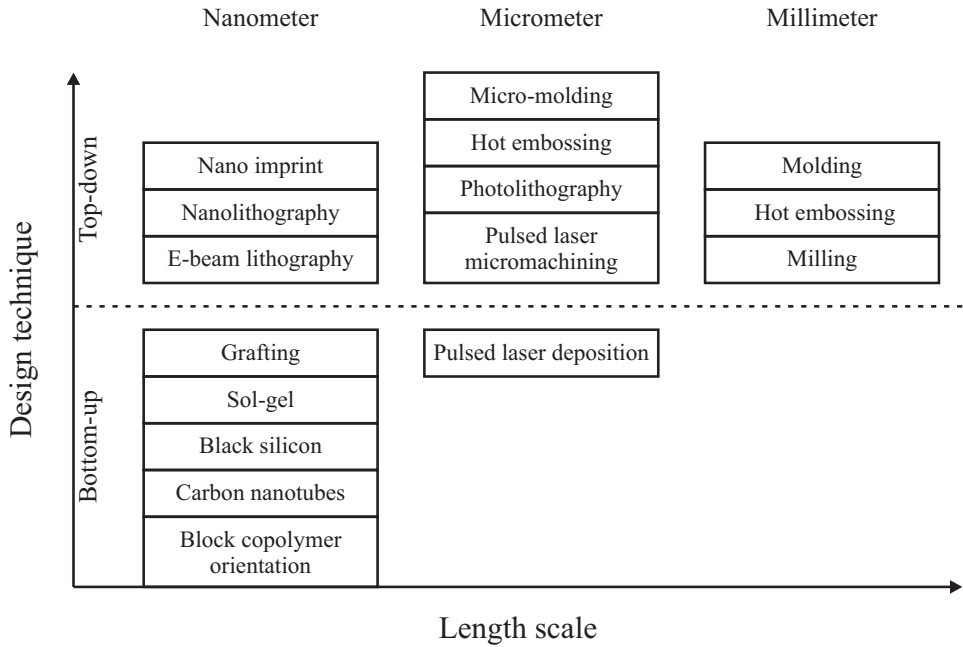 Nanometer
Micrometer
Millimeter
Design technique
Top-down
Nano imprint
Nanolithography
E-beam lithography
Micro-molding
Hot embossing
Photolithography
Pulsed laser
micromachining
Molding
Hot embossing
Milling
Bottom-up
Grafting
Sol-gel
Black silicon
Carbon nanotubes
Block copolymer
orientation
Pulsed laser deposition
Length scale